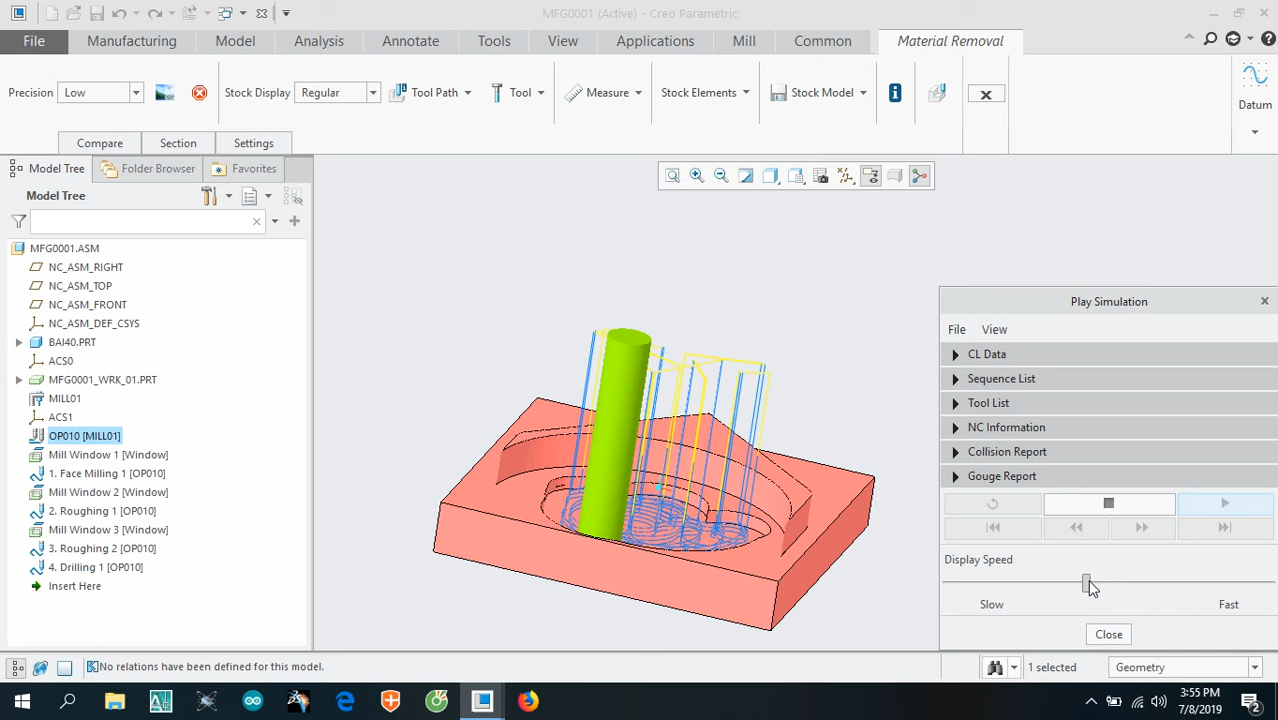 MFG0001 (Active) - Creo Parametric
File Manufacturing Model Analysis Annotate Tools View Applications Mill Common Material Removal
Precision Low Stock Display Regular Tool Path Tool Measure Stock Elements Stock Model Datum
Compare Section Settings
Model Tree Folder Browser Favorites
Model Tree
MFG0001.ASM
NC_ASM_RIGHT
NC_ASM_TOP
NC_ASM_FRONT
NC_ASM_DEF_CSYS
BAI40.PRT
ACS0
MFG0001_WRK_01.PRT
MILL01
ACS1
OP010 [MILL01]
Mill Window 1 [Window]
1. Face Milling 1 [OP010]
Mill Window 2 [Window]
2. Roughing 1 [OP010]
Mill Window 3 [Window]
3. Roughing 2 [OP010]
4. Drilling 1 [OP010]
Insert Here
Play Simulation
File View
CL Data
Sequence List
Tool List
NC Information
Collision Report
Gouge Report
Display Speed
Slow Fast
Close
No relations have been defined for this model.
1 selected
Geometry
3:55 PM
7/8/2019
2